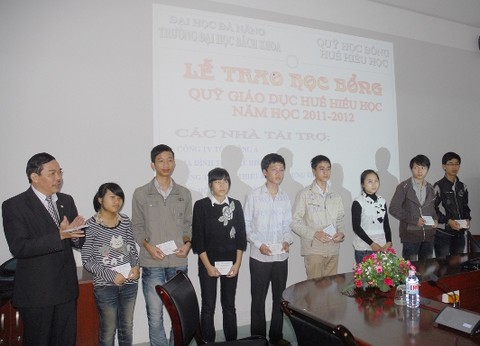 ĐẠI HỌC ĐÀ NẴNG
TRƯỜNG ĐẠI HỌC BÁCH KHOA
QUỸ HỌC BỔNG
HUẾ HIẾU HỌC
LỄ TRAO HỌC BỔNG
QUỸ GIÁO DỤC HUẾ HIẾU HỌC
NĂM HỌC 2011-2012
CÁC NHÀ TÀI TRỢ:
CAT